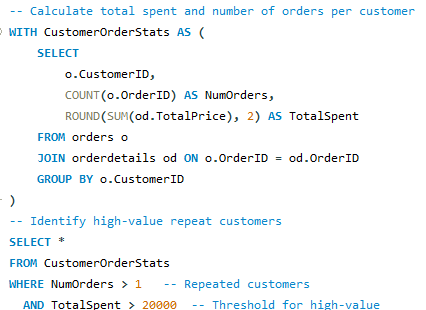 -- Calculate total spent and number of orders per customer
WITH CustomerOrderStats AS (
    SELECT
        o.CustomerID,
        COUNT(o.OrderID) AS NumOrders,
        ROUND(SUM(od.TotalPrice), 2) AS TotalSpent
    FROM orders o
    JOIN orderdetails od ON o.OrderID = od.OrderID
    GROUP BY o.CustomerID
)
-- Identify high-value repeat customers
SELECT *
FROM CustomerOrderStats
WHERE NumOrders > 1   -- Repeated customers
  AND TotalSpent > 20000  -- Threshold for high-value